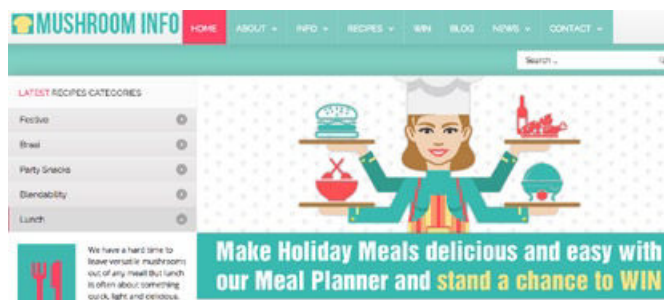 MUSHROOM INFO
HOME ABOUT INFO RECIPES WIN BLOG NEWS CONTACT
Search ..
LATEST RECIPES CATEGORIES
Festive
Braai
Party Snacks
Blendability
Lunch
We have a hard time to
leave versatile mushrooms
out of any meal! But lunch
is often about something
quick, light and delicious.
Make Holiday Meals delicious and easy with
our Meal Planner and stand a chance to WIN